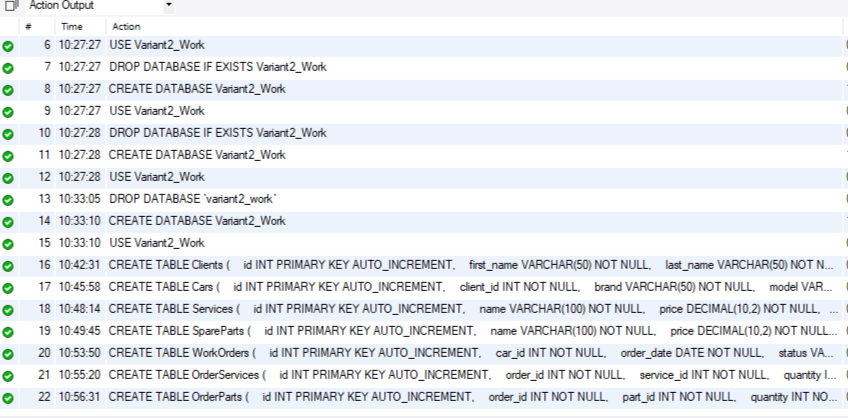 Action Output
# Time Action
6 10:27:27 USE Variant2_Work
7 10:27:27 DROP DATABASE IF EXISTS Variant2_Work
8 10:27:27 CREATE DATABASE Variant2_Work
9 10:27:27 USE Variant2_Work
10 10:27:28 DROP DATABASE IF EXISTS Variant2_Work
11 10:27:28 CREATE DATABASE Variant2_Work
12 10:27:28 USE Variant2_Work
13 10:33:05 DROP DATABASE `variant2_work`
14 10:33:10 CREATE DATABASE Variant2_Work
15 10:33:10 USE Variant2_Work
16 10:42:31 CREATE TABLE Clients ( id INT PRIMARY KEY AUTO_INCREMENT, first_name VARCHAR(50) NOT NULL, last_name VARCHAR(50) NOT N...
17 10:45:58 CREATE TABLE Cars ( id INT PRIMARY KEY AUTO_INCREMENT, client_id INT NOT NULL, brand VARCHAR(50) NOT NULL, model VAR...
18 10:48:14 CREATE TABLE Services ( id INT PRIMARY KEY AUTO_INCREMENT, name VARCHAR(100) NOT NULL, price DECIMAL(10,2) NOT NULL, ...
19 10:49:45 CREATE TABLE SpareParts ( id INT PRIMARY KEY AUTO_INCREMENT, name VARCHAR(100) NOT NULL, price DECIMAL(10,2) NOT NULL...
20 10:53:50 CREATE TABLE WorkOrders ( id INT PRIMARY KEY AUTO_INCREMENT, car_id INT NOT NULL, order_date DATE NOT NULL, status VA...
21 10:55:20 CREATE TABLE OrderServices ( id INT PRIMARY KEY AUTO_INCREMENT, order_id INT NOT NULL, service_id INT NOT NULL, quantity I...
22 10:56:31 CREATE TABLE OrderParts ( id INT PRIMARY KEY AUTO_INCREMENT, order_id INT NOT NULL, part_id INT NOT NULL, quantity INT NO...